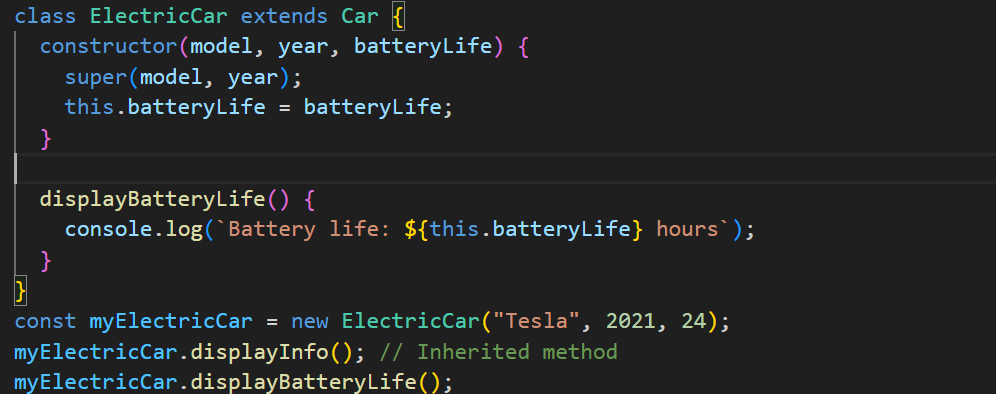 class ElectricCar extends Car {
  constructor(model, year, batteryLife) {
    super(model, year);
    this.batteryLife = batteryLife;
  }

  displayBatteryLife() {
    console.log(`Battery life: ${this.batteryLife} hours`);
  }
}
const myElectricCar = new ElectricCar("Tesla", 2021, 24);
myElectricCar.displayInfo(); // Inherited method
myElectricCar.displayBatteryLife();